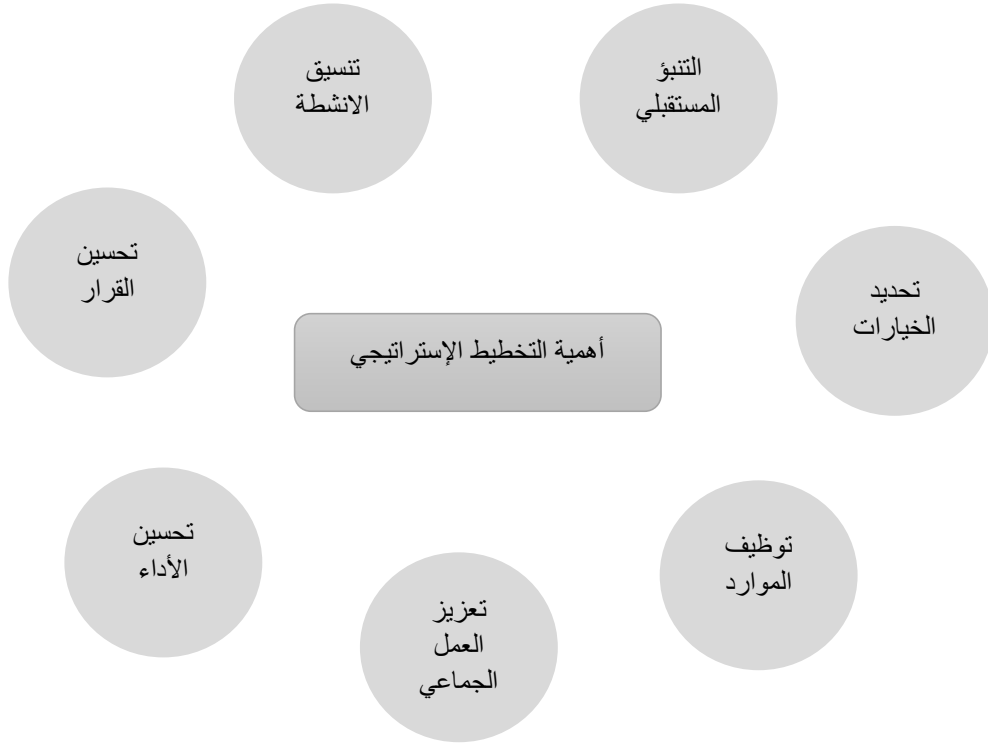 التنبؤ
المستقبلي
تنسيق
الانشطة
تحسين
القرار
تحديد
الخيارات
أهمية التخطيط الإستراتيجي
توظيف
الموارد
تحسين
الأداء
تعزيز
العمل
الجماعي